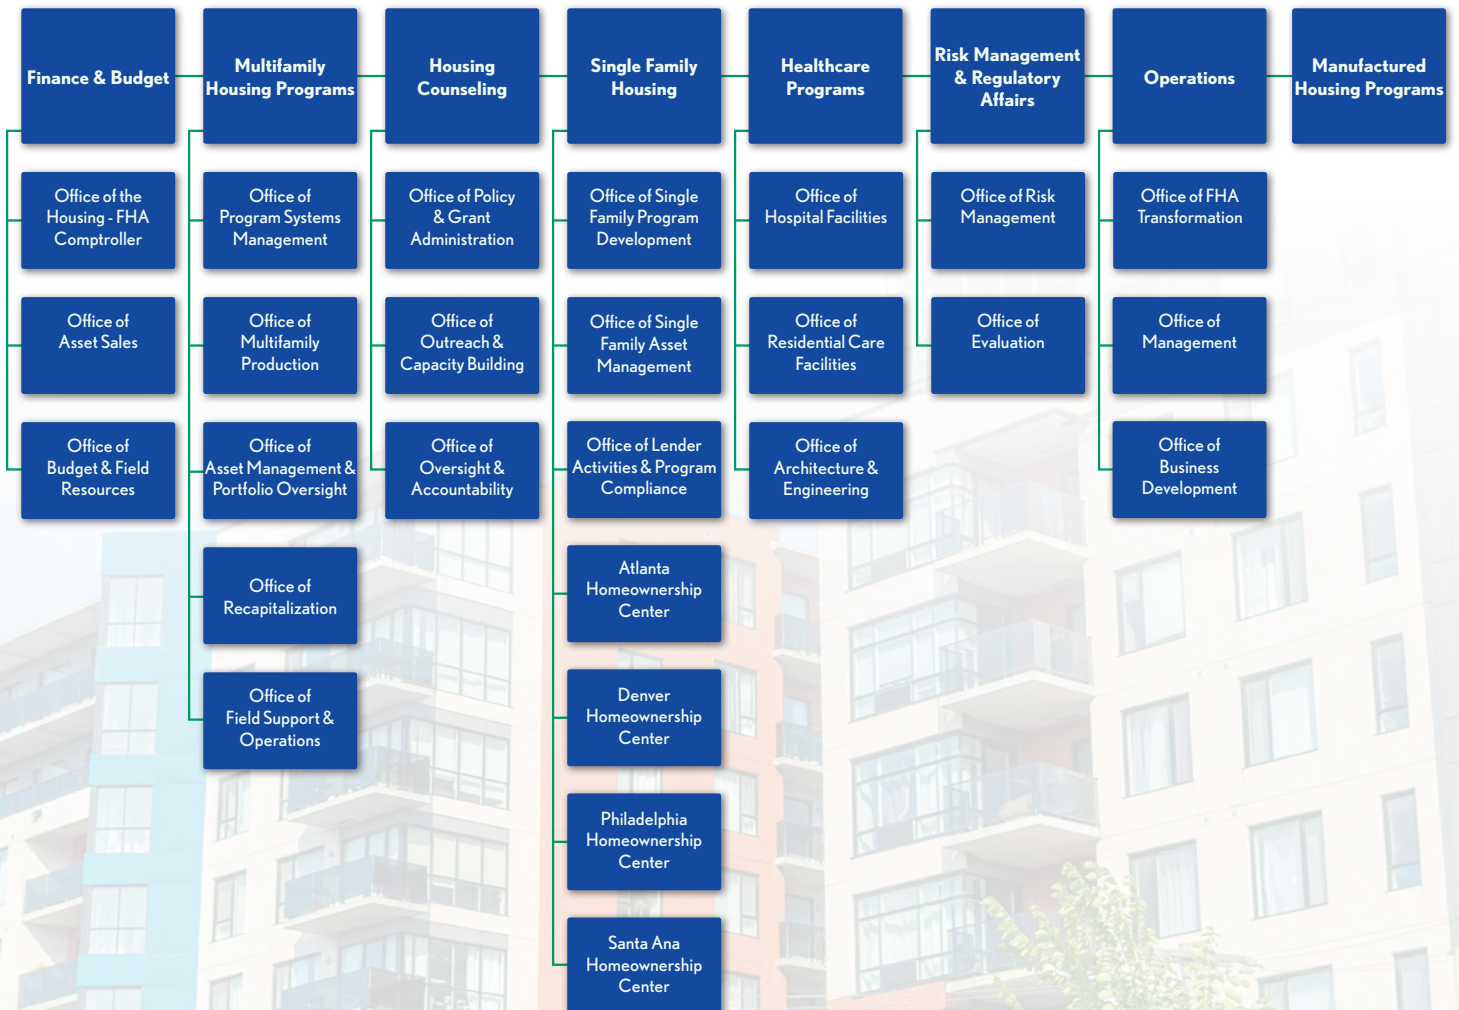 Finance & Budget
Multifamily
Housing Programs
Housing
Counseling
Single Family
Housing
Healthcare
Programs
Risk Management
& Regulatory
Affairs
Operations
Manufactured
Housing Programs
Office of the
Housing - FHA
Comptroller
Office of
Asset Sales
Office of
Budget & Field
Resources
Office of
Program Systems
Management
Office of
Multifamily
Production
Office of
Asset Management &
Portfolio Oversight
Office of
Recapitalization
Office of
Field Support &
Operations
Office of Policy
& Grant
Administration
Office of
Outreach &
Capacity Building
Office of
Oversight &
Accountability
Office of Single
Family Program
Development
Office of Single
Family Asset
Management
Office of Lender
Activities & Program
Compliance
Atlanta
Homeownership
Center
Denver
Homeownership
Center
Philadelphia
Homeownership
Center
Santa Ana
Homeownership
Center
Office of
Hospital Facilities
Office of
Residential Care
Facilities
Office of
Architecture &
Engineering
Office of Risk
Management
Office of
Evaluation
Office of FHA
Transformation
Office of
Management
Office of
Business
Development